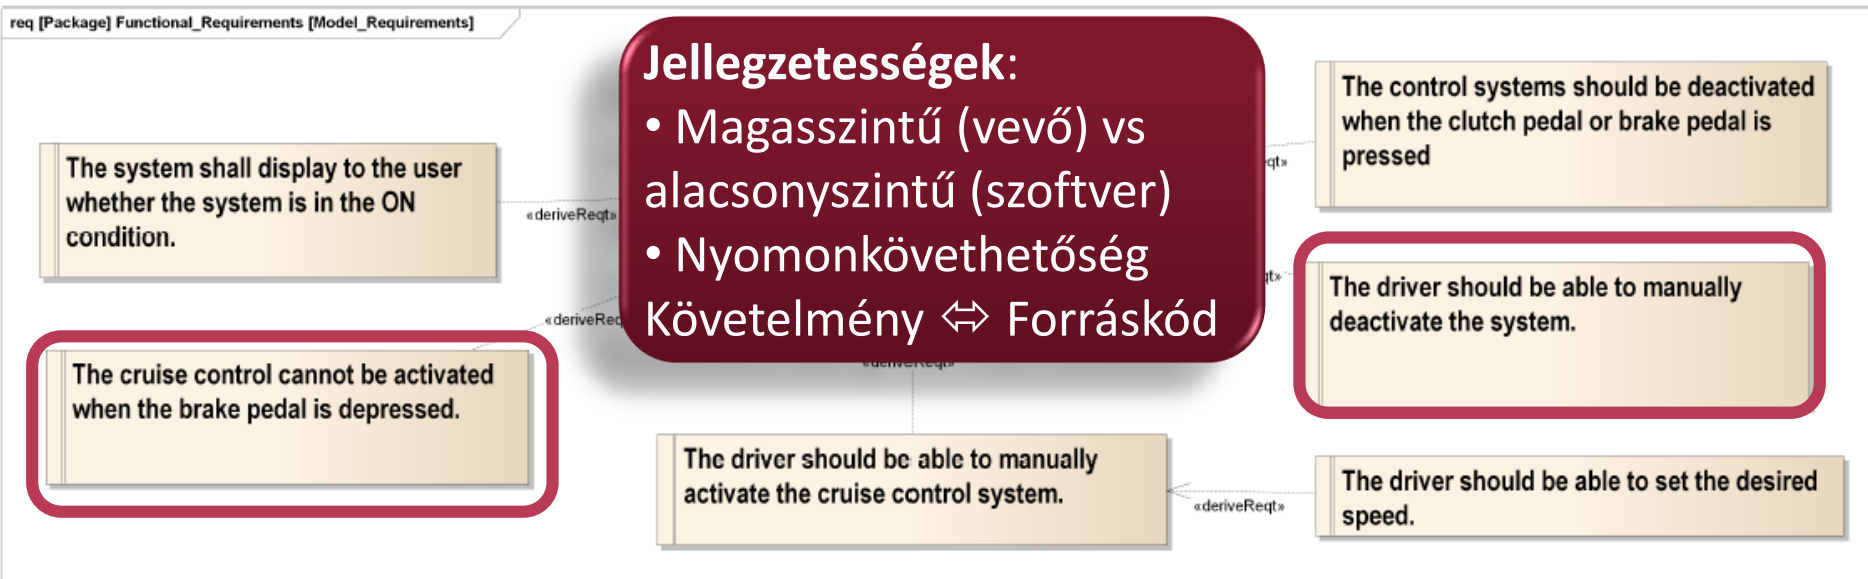 req [Package] Functional_Requirements [Model_Requirements]
Jellegzetességek:
• Magasszintű (vevő) vs
alacsonyszintű (szoftver)
• Nyomonkövethetőség
Követelmény ⇔ Forráskód
The control systems should be deactivated
when the clutch pedal or brake pedal is
pressed
The system shall display to the user
whether the system is in the ON
condition.
«deriveReqt»
The driver should be able to manually
deactivate the system.
The cruise control cannot be activated
when the brake pedal is depressed.
«deriveReqt»
The driver should be able to manually
activate the cruise control system.
«deriveReqt»
The driver should be able to set the desired
speed.